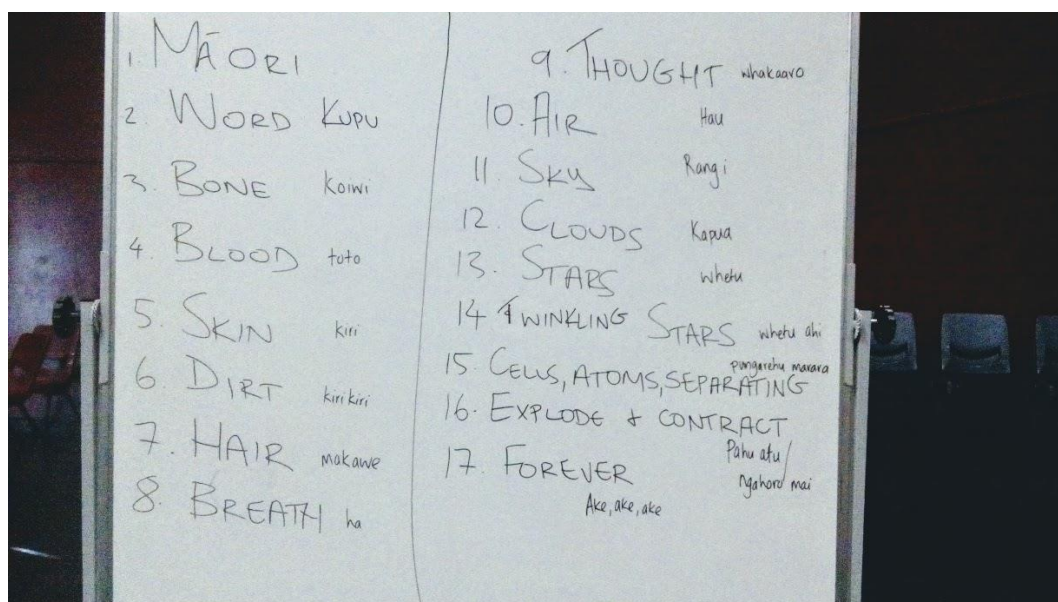 1. MĀORI
2. WORD Kupu
3. BONE Koiwi
4. BLOOD toto
5. SKIN kiri
6. DIRT kirikiri
7. HAIR makawe
8. BREATH ha
9. THOUGHT whakaaro
10. AIR Hau
11. SKY Rangi
12. CLOUDS Kapua
13. STARS whetu
14 TWINKLING STARS whetu ahi
pungarehu marara
15. CELLS, ATOMS, SEPARATING
16. EXPLODE & CONTRACT
Pahu atu/
ngahoro mai
17. FOREVER
Ake, ake, ake